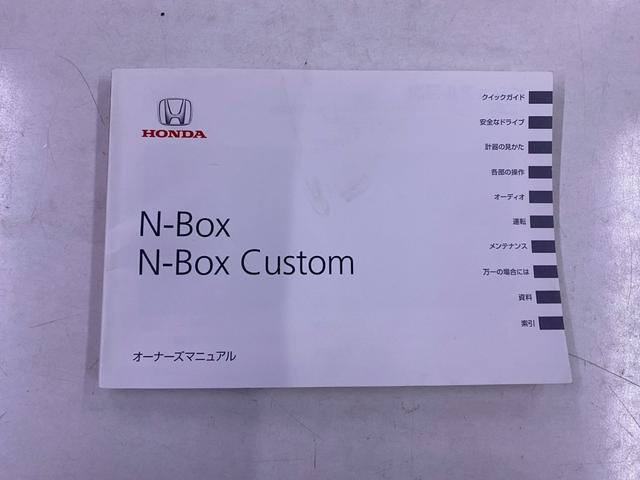 HONDA
N-Box
N-Box Custom
オーナーズマニュアル
クイックガイド
安全なドライブ
計器の見かた
各部の操作
オーディオ
運転
メンテナンス
万一の場合には
資料
索引